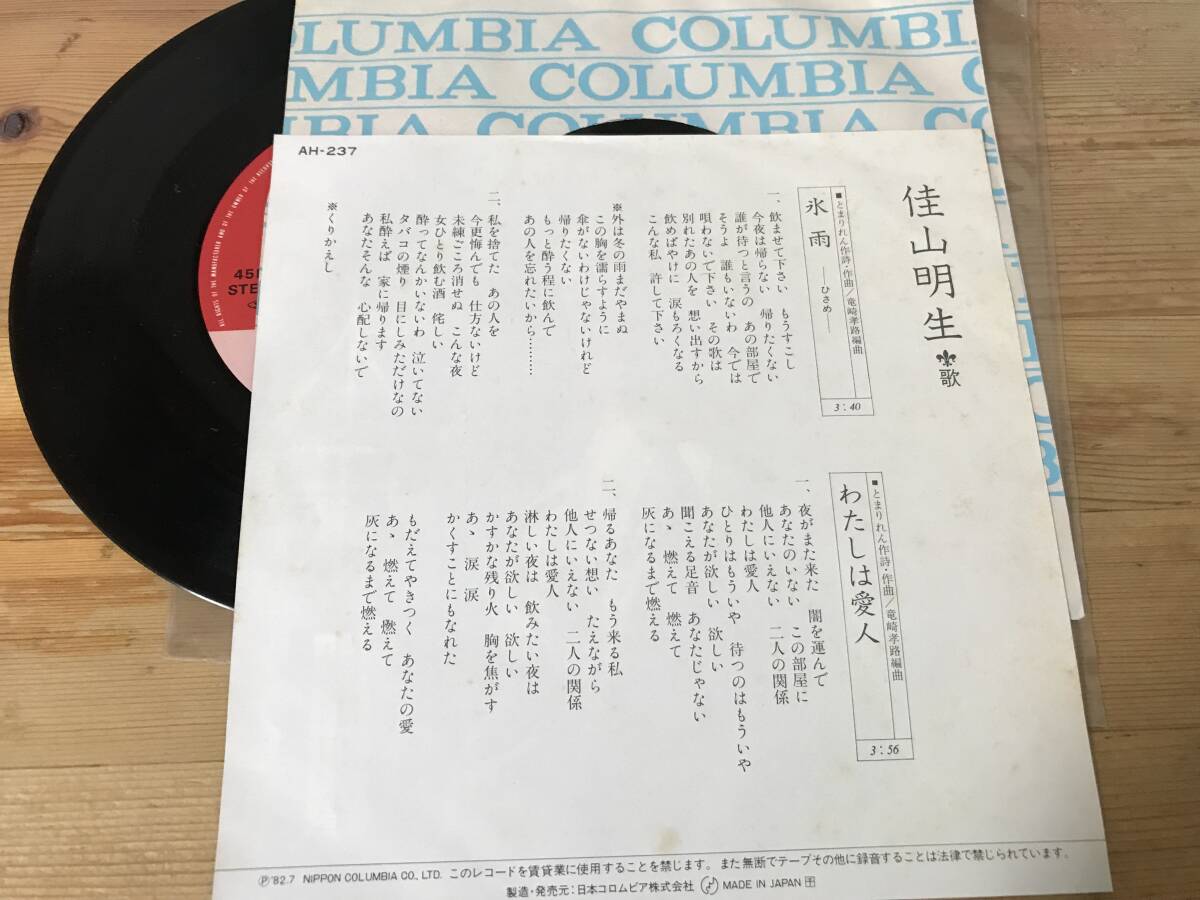 COLUMBIA COLUMBI
MBIA COLUMBIA C
AH-237
佳山明生⚜歌
氷雨
―ひさめ―
■とまりれん作詩・作曲／竜崎孝路編曲
3:40
一、飲ませて下さい もうすこし
今夜は帰らない 帰りたくない
誰が待つと言うの あの部屋で
そうよ 誰もいないわ 今では
唄わないで下さい その歌は
別れたあの人を 想い出すから
飲めばやけに 涙もろくなる
こんな私 許して下さい
※外は冬の雨まだやまぬ
この胸を濡らすように
傘がないわけじゃないけれど
帰りたくない
もっと酔う程に飲んで
あの人を忘れたいから………
二、私を捨てた あの人を
今更悔んでも 仕方ないけど
未練ごころ消せぬ こんな夜
女ひとり飲む酒 侘しい
酔ってなんかいないわ 泣いてない
タバコの煙り 目にしみただけなの
私酔えば 家に帰ります
あなたそんな 心配しないで
※くりかえし
わたしは愛人
■とまりれん作詩・作曲／竜崎孝路編曲
3:56
一、夜がまた来た 闇を運んで
あなたのいない この部屋に
他人にいえない 二人の関係
わたしは愛人
ひとりはもういや 待つのはもういや
あなたが欲しい 欲しい
聞こえる足音 あなたじゃない
あゝ 燃えて 燃えて
灰になるまで燃える
二、帰るあなた もう来る私
せつない想い たえながら
他人にいえない 二人の関係
わたしは愛人
淋しい夜は 飲みたい夜は
あなたが欲しい 欲しい
かすかな残り火 胸を焦がす
あゝ 涙 涙
かくすことにもなれた
もだえてやきつく あなたの愛
あゝ 燃えて 燃えて
灰になるまで燃える
Ⓟ'82.7 NIPPON COLUMBIA CO., LTD. このレコードを賃貸業に使用することを禁じます。また無断でテープその他に録音することは法律で禁じられています。
製造・発売元:日本コロムビア株式会社 MADE IN JAPAN